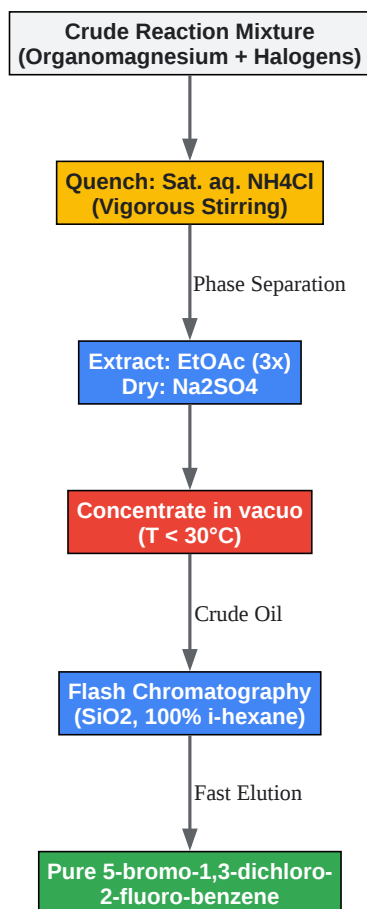 Crude Reaction Mixture
(Organomagnesium + Halogens)
Quench: Sat. aq. NH4Cl
(Vigorous Stirring)
Phase Separation
Extract: EtOAc (3x)
Dry: Na2SO4
Concentrate in vacuo
(T < 30°C)
Crude Oil
Flash Chromatography
(SiO2, 100% i-hexane)
Fast Elution
Pure 5-bromo-1,3-dichloro-
2-fluoro-benzene